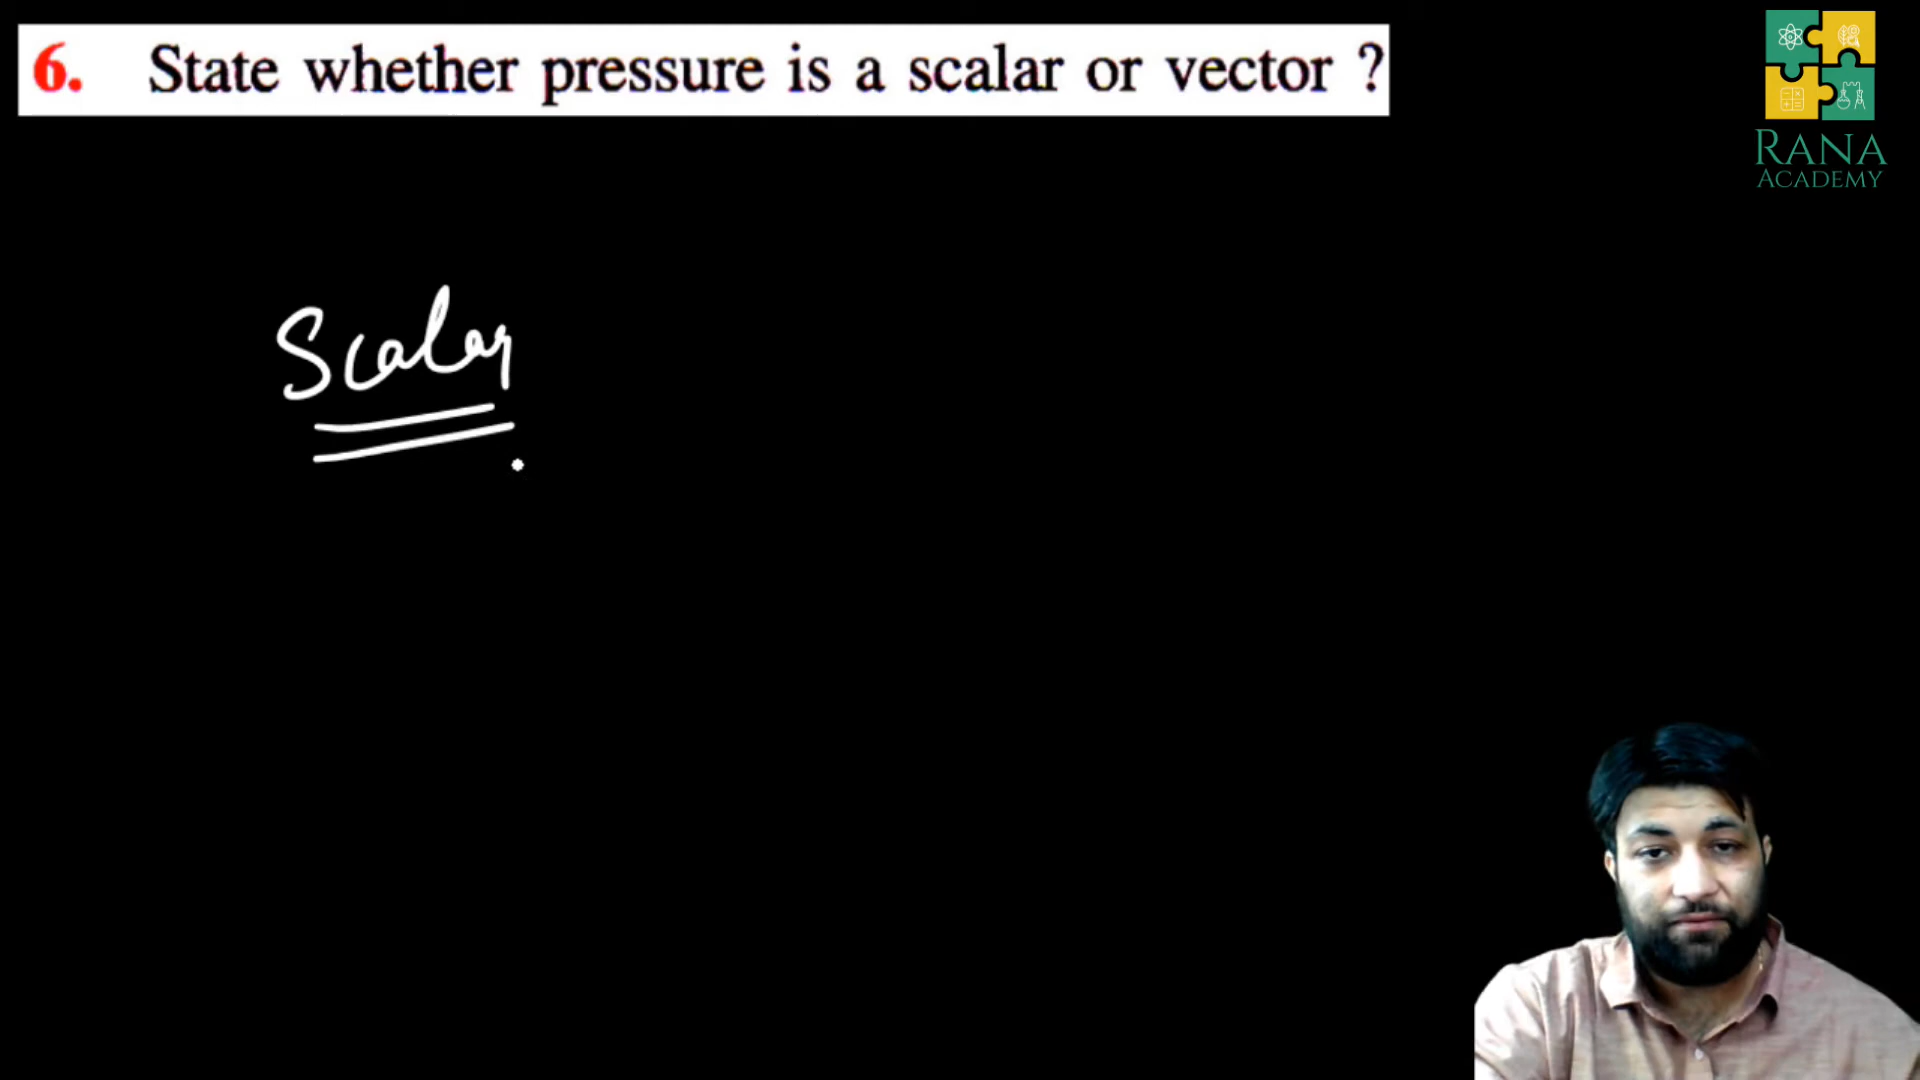 6. State whether pressure is a scalar or vector ?
RANA
ACADEMY
Scalar